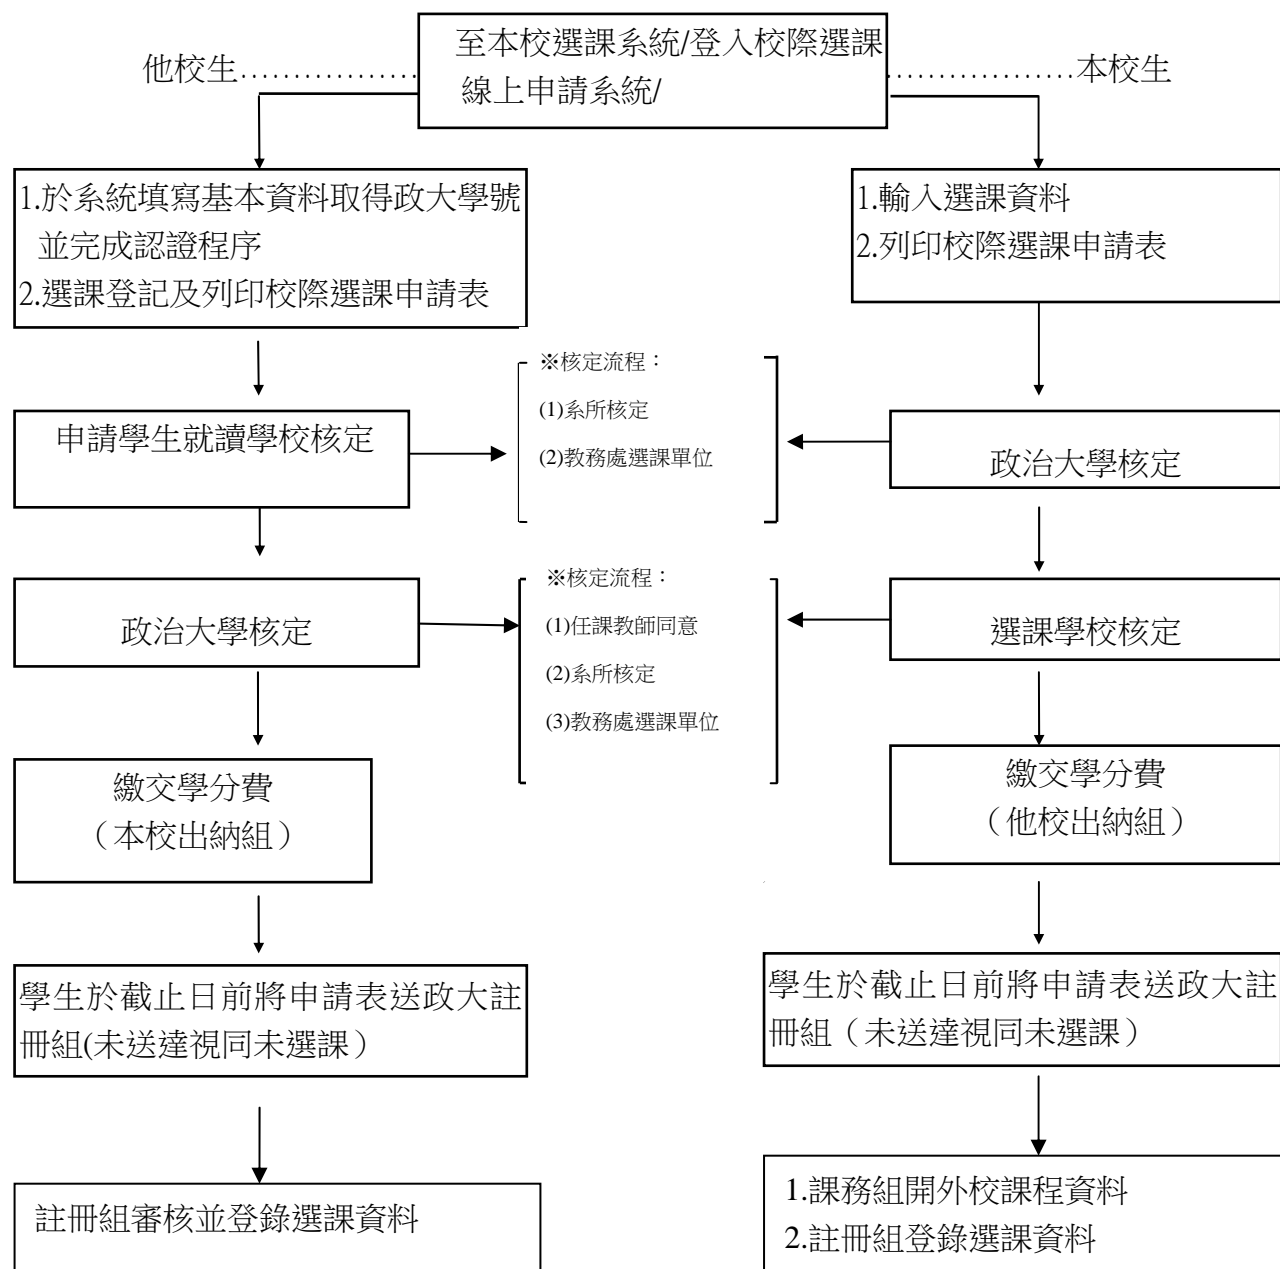 至本校選課系統/登入校際選課
線上申請系統/
他校生
本校生
1.於系統填寫基本資料取得政大學號
並完成認證程序
2.選課登記及列印校際選課申請表
1.輸入選課資料
2.列印校際選課申請表
※核定流程：
(1)系所核定
(2)教務處選課單位
申請學生就讀學校核定
政治大學核定
※核定流程：
(1)任課教師同意
(2)系所核定
(3)教務處選課單位
政治大學核定
選課學校核定
繳交學分費
（本校出納組）
繳交學分費
（他校出納組）
學生於截止日前將申請表送政大註
冊組(未送達視同未選課）
學生於截止日前將申請表送政大註
冊組（未送達視同未選課）
註冊組審核並登錄選課資料
1.課務組開外校課程資料
2.註冊組登錄選課資料